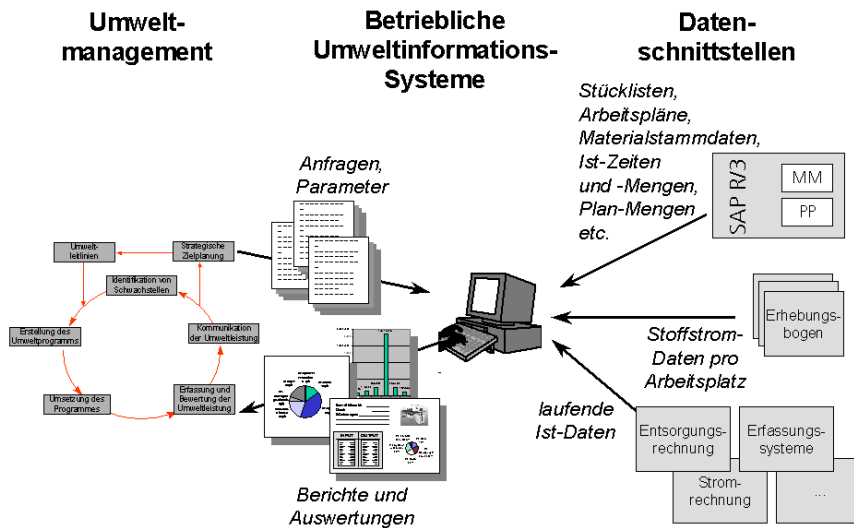 Umwelt-
management
Betriebliche
Umweltinformations-
Systeme
Daten-
schnittstellen
Stücklisten,
Arbeitspläne,
Materialstammdaten,
Ist-Zeiten
und -Mengen,
Plan-Mengen
etc.
SAP R/3
MM
PP
Anfragen,
Parameter
Umwelt-
leitlinien
Strategische
Zielplanung
Identifikation von
Schwachstellen
Erstellung des
Umweltprogramms
Kommunikation
der Umweltleistung
Umsetzung des
Programmes
Erfassung und
Bewertung der
Umweltleistung
Erhebungs-
bogen
Stoffstrom-
Daten pro
Arbeitsplatz
laufende
Ist-Daten
Entsorgungs-
rechnung
Erfassungs-
systeme
Strom-
rechnung
...
INPUT
OUTPUT
Berichte und
Auswertungen